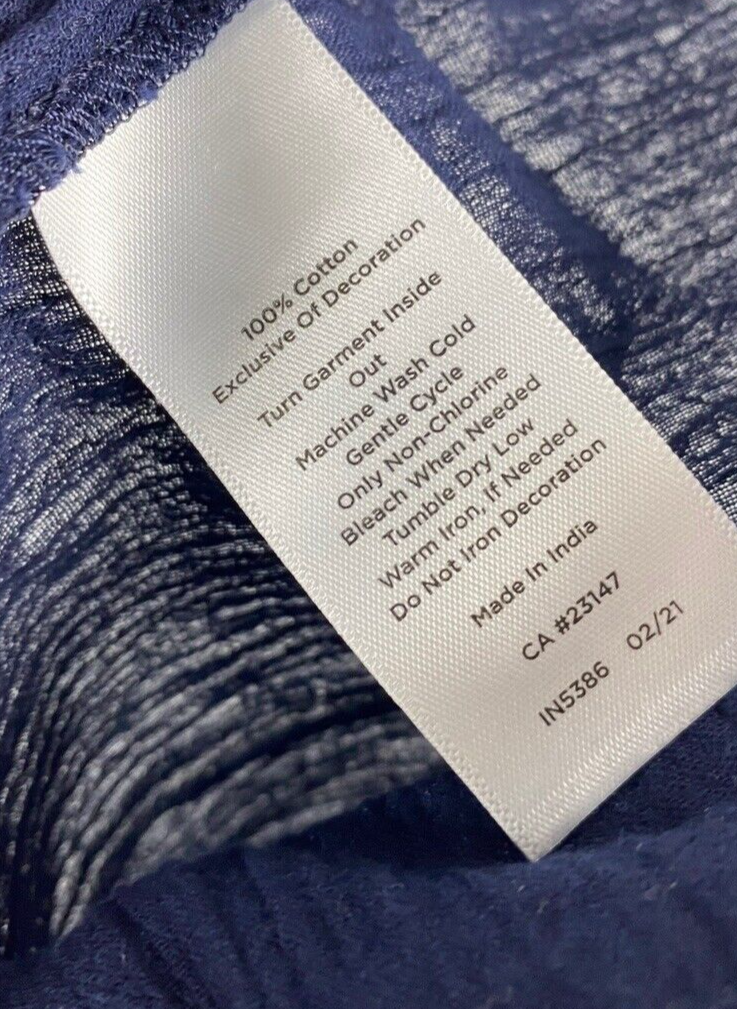 100% Cotton
Exclusive Of Decoration
Turn Garment Inside
Out
Machine Wash Cold
Gentle Cycle
Only Non-Chlorine
Bleach When Needed
Tumble Dry Low
Warm Iron, If Needed
Do Not Iron Decoration
Made In India
CA #23147
IN5386 02/21